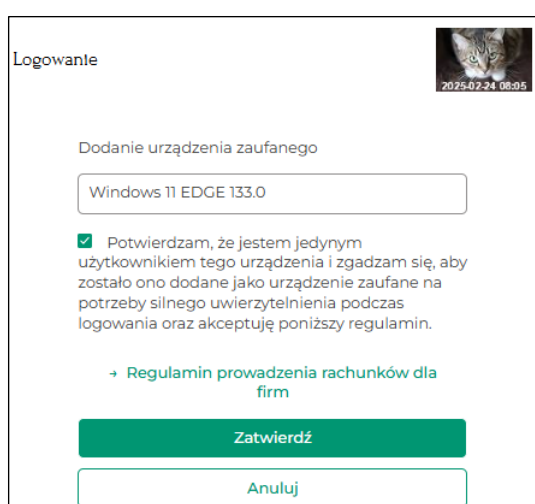 Logowanie
2025-02-24 08:05
Dodanie urządzenia zaufanego
Windows 11 EDGE 133.0
Potwierdzam, że jestem jedynym
użytkownikiem tego urządzenia i zgadzam się, aby
zostało ono dodane jako urządzenie zaufane na
potrzeby silnego uwierzytelnienia podczas
logowania oraz akceptuję poniższy regulamin.
→ Regulamin prowadzenia rachunków dla
firm
Zatwierdź
Anuluj